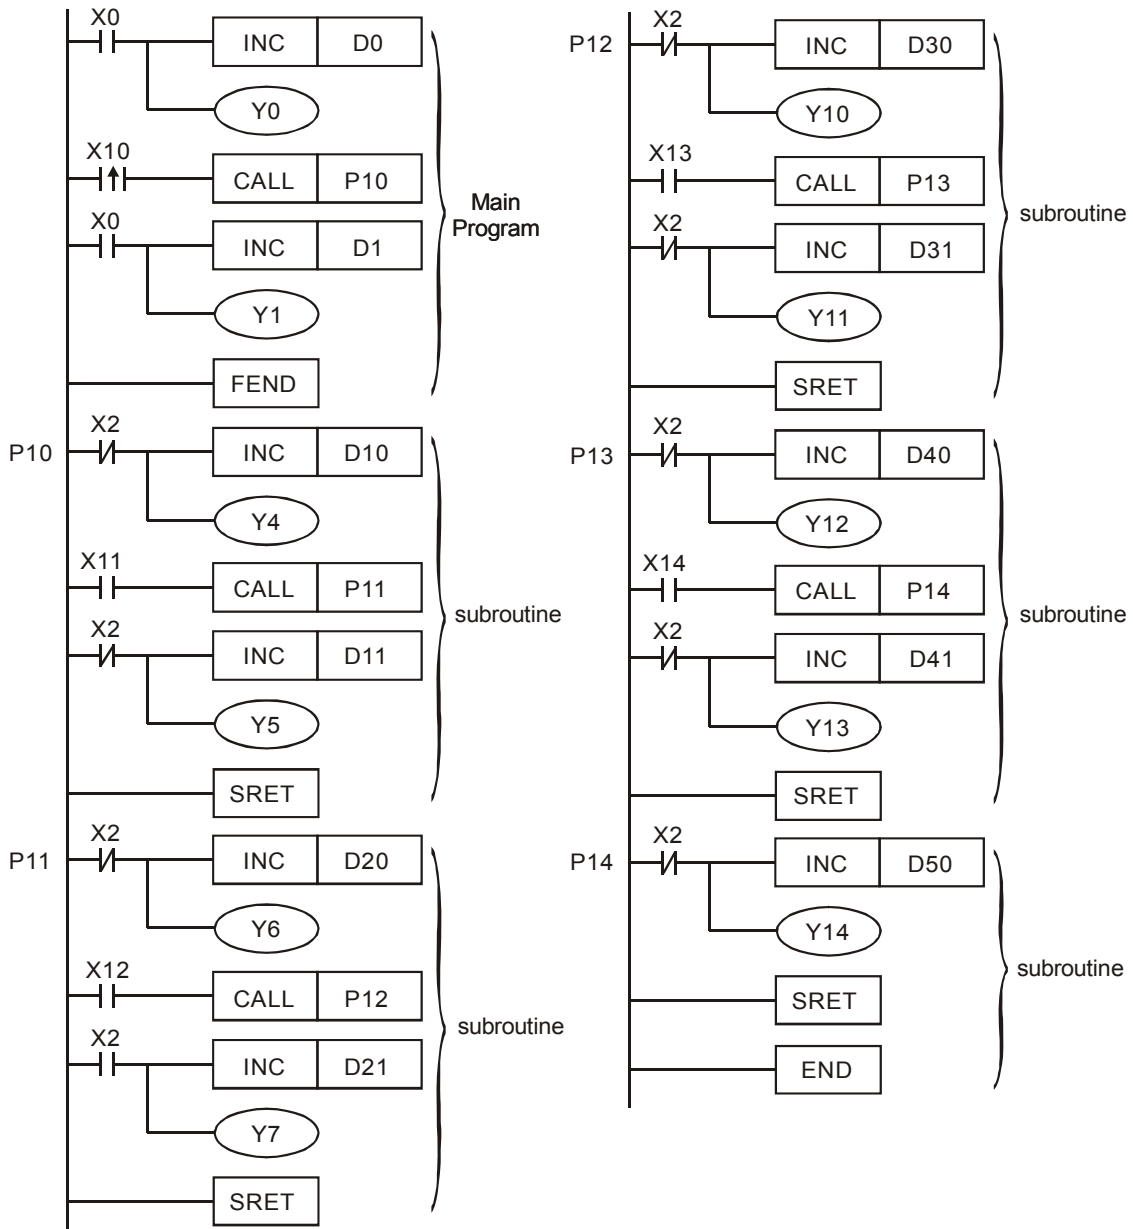 X0
INC D0
Y0
X10
CALL P10
X0
INC D1
Y1
FEND
Main
Program
X2
P10 INC D10
Y4
X11
CALL P11
X2
INC D11
Y5
SRET
subroutine
X2
P11 INC D20
Y6
X12
CALL P12
X2
INC D21
Y7
SRET
subroutine
X2
P12 INC D30
Y10
X13
CALL P13
X2
INC D31
Y11
SRET
subroutine
X2
P13 INC D40
Y12
X14
CALL P14
X2
INC D41
Y13
SRET
subroutine
X2
P14 INC D50
Y14
SRET
END
subroutine